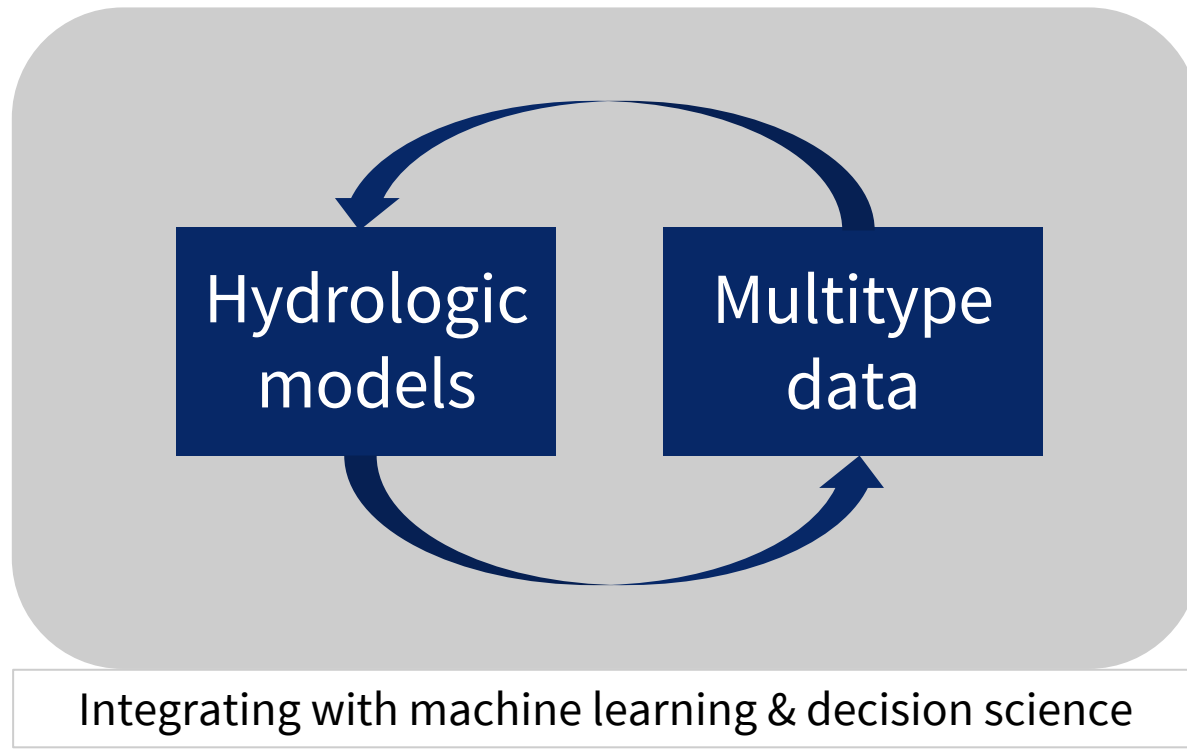 Hydrologic
models
Multitype
data
Integrating with machine learning & decision science